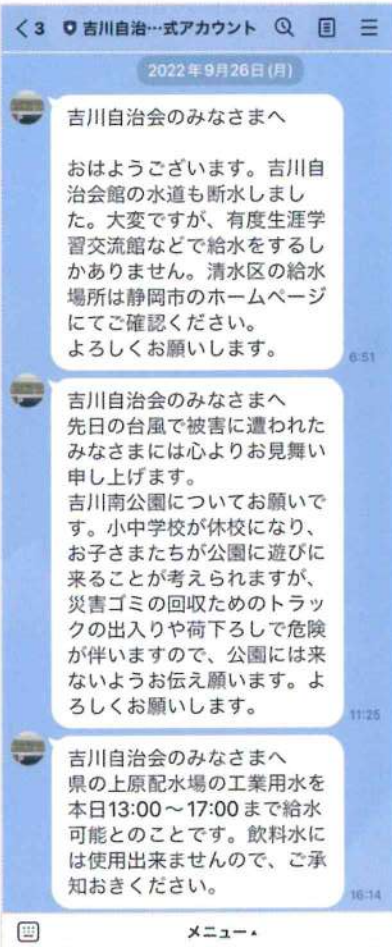 3 吉川自治…式アカウント
2022年9月26日(月)
吉川自治会のみなさまへ
おはようございます。吉川自
治会館の水道も断水しまし
た。大変ですが、有度生涯学
習交流館などで給水をするし
かありません。清水区の給水
場所は静岡市のホームページ
にてご確認ください。
よろしくお願いします。
6:51
吉川自治会のみなさまへ
先日の台風で被害に遭われた
みなさまには心よりお見舞い
申し上げます。
吉川南公園についてお願いで
す。小中学校が休校になり、
お子さまたちが公園に遊びに
来ることが考えられますが、
災害ゴミの回収ためのトラッ
クの出入りや荷下ろしで危険
が伴いますので、公園には来
ないようお伝え願います。よ
ろしくお願いします。
11:25
吉川自治会のみなさまへ
県の上原配水場の工業用水を
本日13:00～17:00まで給水
可能とのことです。飲料水に
は使用出来ませんので、ご承
知おきください。
16:14
メニュー